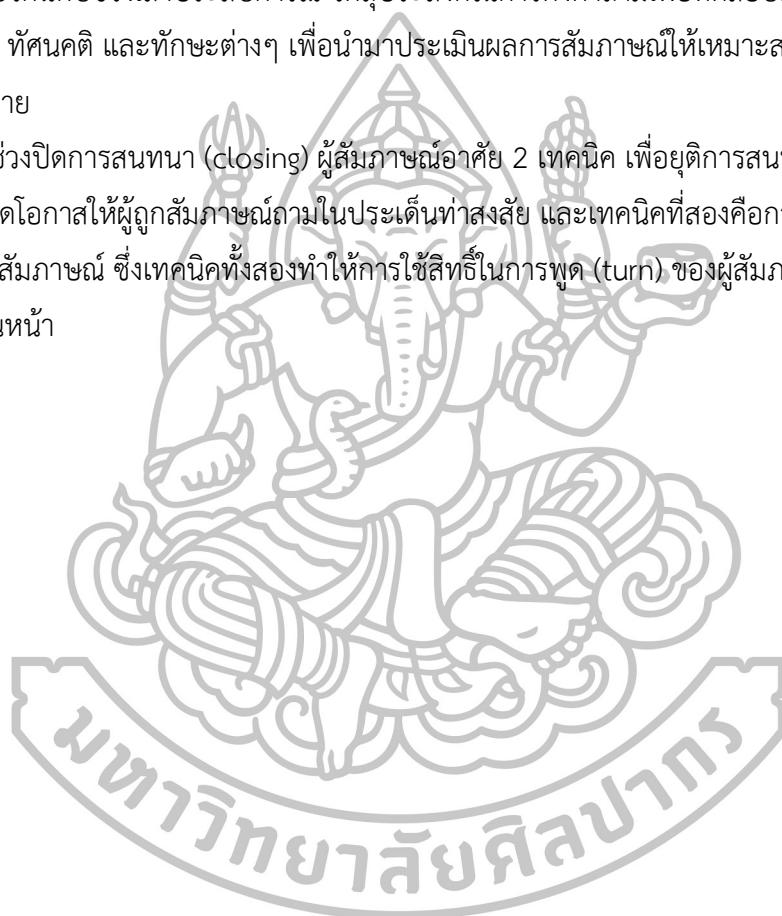 ทัศนคติ และทักษะต่างๆ เพื่อนำมาประเมินผลการสัมภาษณ์ให้เหมาะ
าย
ช่วงปิดการสนทนา (closing) ผู้สัมภาษณ์อาศัย 2 เทคนิค เพื่อยุติการ
ดโอกาสให้ผู้ถูกสัมภาษณ์ถามในประเด็นท่าสงสัย และเทคนิคที่สองคือ
สัมภาษณ์ ซึ่งเทคนิคทั้งสองทำให้การใช้สิทธิ์ในการพูด (turn) ของ
นหน้า
มหาวิทยาลัยศิลปากร